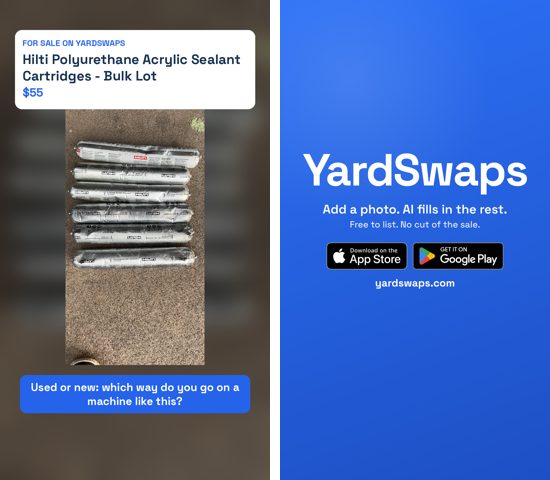 FOR SALE ON YARDSWAPS
Hilti Polyurethane Acrylic Sealant
Cartridges - Bulk Lot
$55
Used or new: which way do you go on a
machine like this?
YardSwaps
Add a photo. AI fills in the rest.
Free to list. No cut of the sale.
Download on the
App Store
GET IT ON
Google Play
yardswaps.com